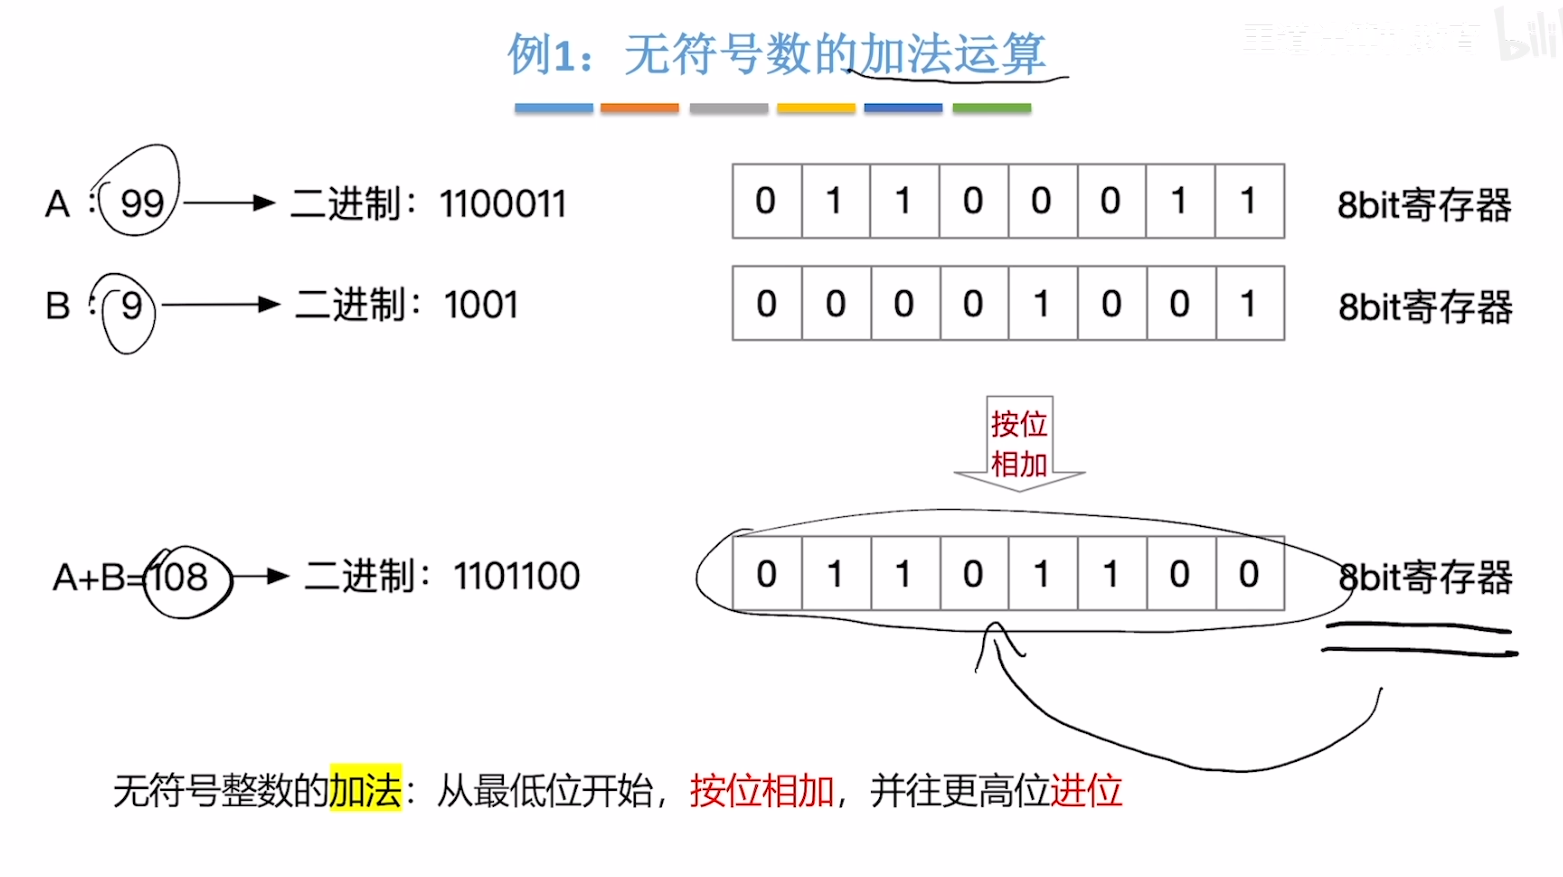 例1：无符号数的加法运算
A：99 二进制：1100011 0 1 1 0 0 0 1 1 8bit寄存器
B：9 二进制：1001 0 0 0 0 1 0 0 1 8bit寄存器
按位
相加
A+B=108 二进制：1101100 0 1 1 0 1 1 0 0 8bit寄存器
无符号整数的加法：从最低位开始，按位相加，并往更高位进位